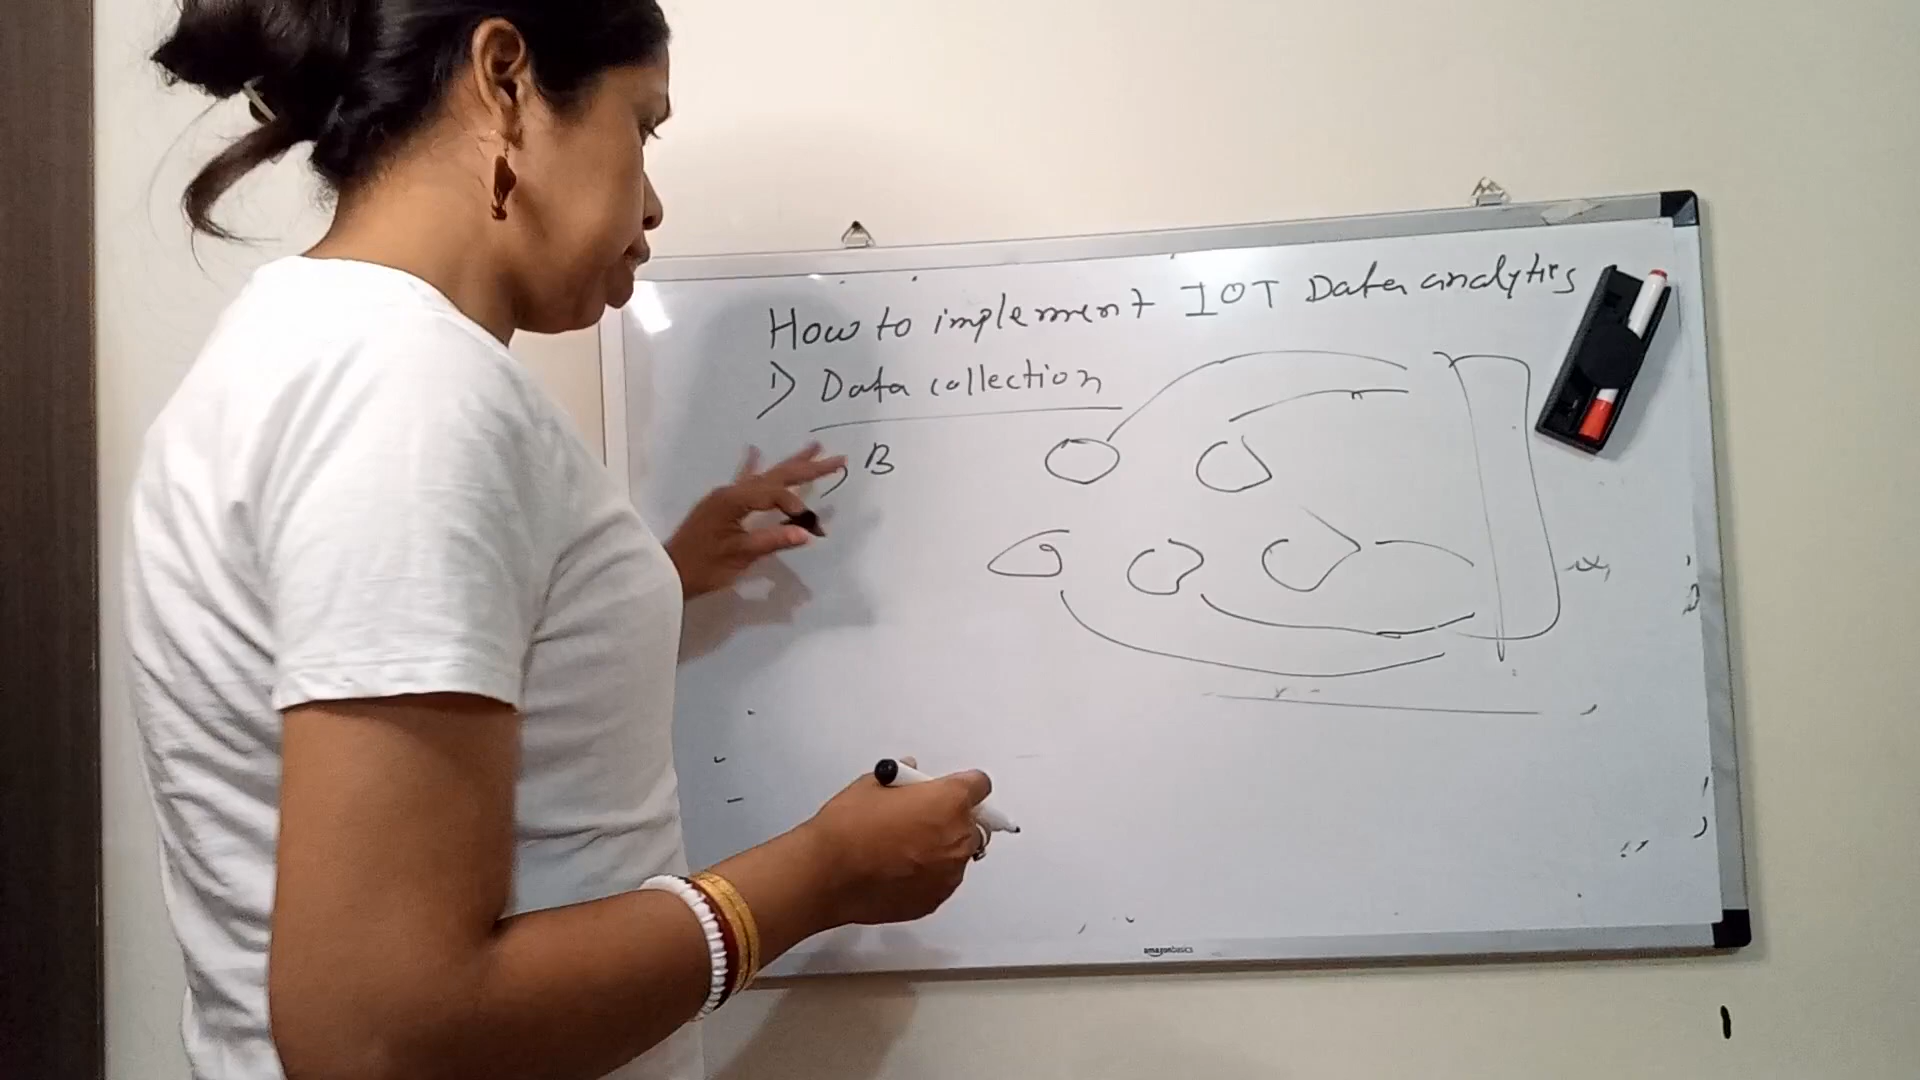 How to implement IOT Data analytics
1) Data collection
B
amazonbasics